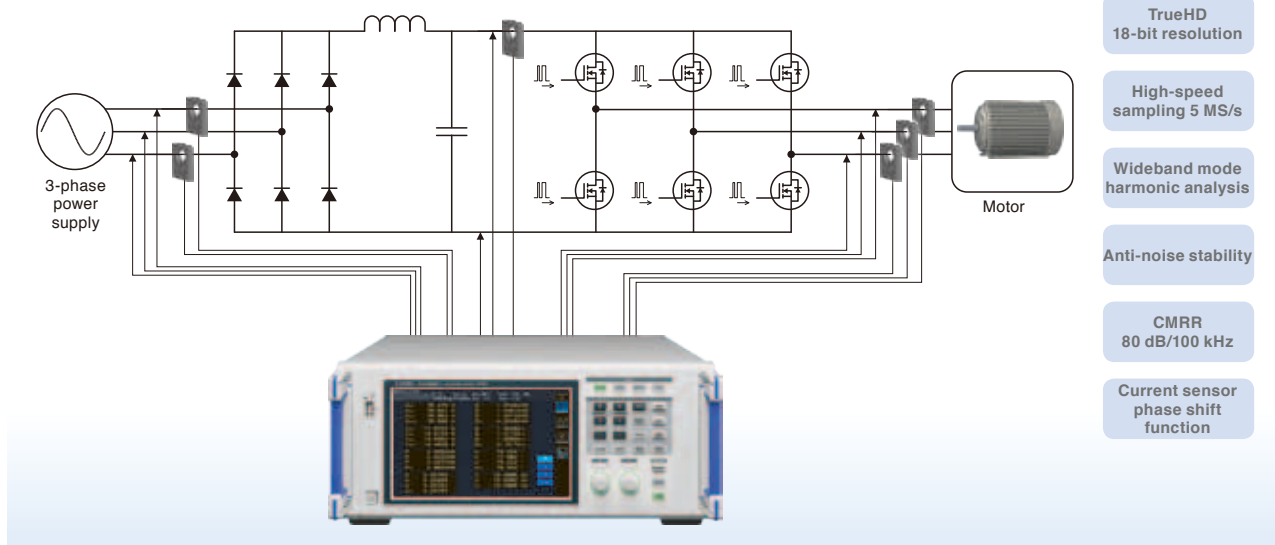 3-phase
power
supply
Motor
TrueHD
18-bit resolution
High-speed
sampling 5 MS/s
Wideband mode
harmonic analysis
Anti-noise stability
CMRR
80 dB/100 kHz
Current sensor
phase shift
function